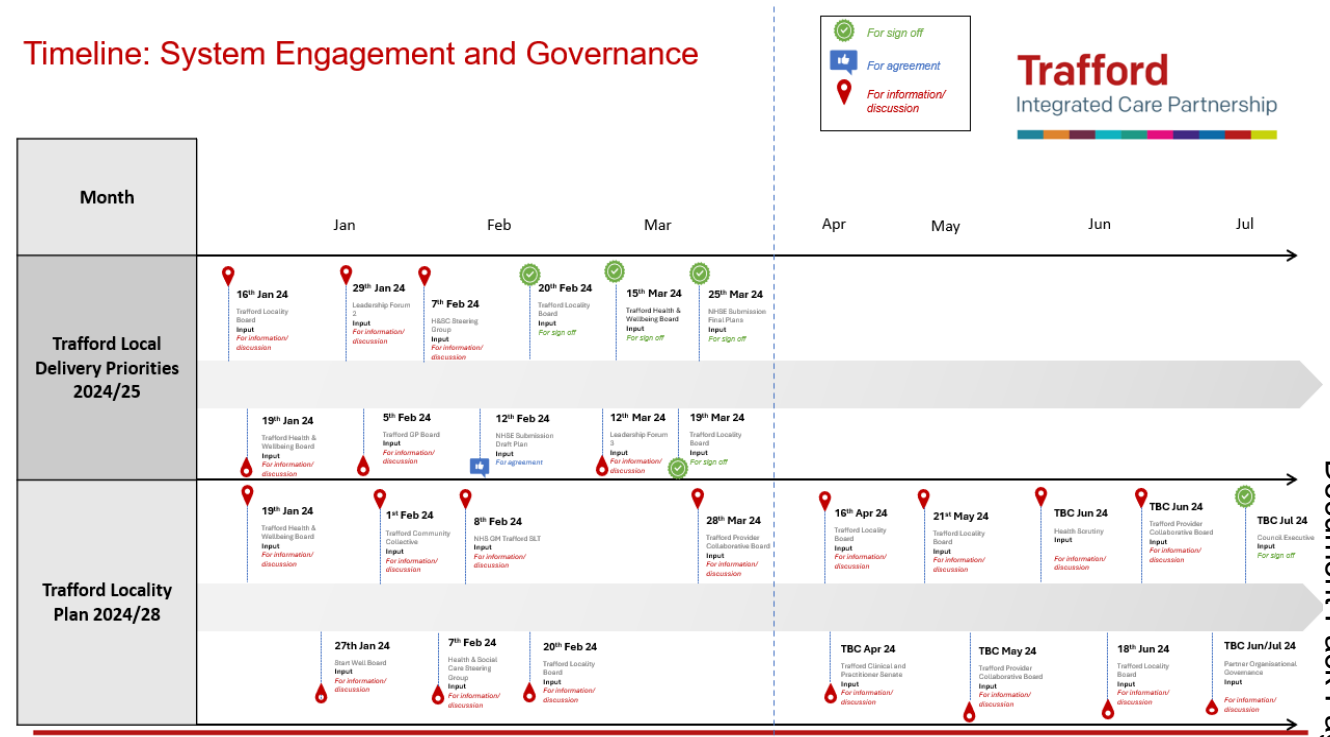 Timeline: System Engagement and Governance
For sign off
For agreement
For information/
discussion
Trafford
Integrated Care Partnership
Month
Jan
Feb
Mar
Apr
May
Jun
Jul
Trafford Local
Delivery Priorities
2024/25
16th Jan 24
Trafford Locality
Board
Input
For information/
discussion
29th Jan 24
Leadership Forum
2
Input
For information/
discussion
7th Feb 24
H&SC Steering
Group
Input
For information/
discussion
20th Feb 24
Trafford Locality
Board
Input
For sign off
15th Mar 24
Trafford Health &
Wellbeing Board
Input
For sign off
25th Mar 24
NHSE Submission
Final Plans
Input
For sign off
19th Jan 24
Trafford Health &
Wellbeing Board
Input
For information/
discussion
5th Feb 24
Trafford GP Board
Input
For information/
discussion
12th Feb 24
NHSE Submission
Draft Plan
Input
For agreement
12th Mar 24
Leadership Forum
3
Input
For information/
discussion
19th Mar 24
Trafford Locality
Board
Input
For sign off
Trafford Locality
Plan 2024/28
19th Jan 24
Trafford Health &
Wellbeing Board
Input
For information/
discussion
1st Feb 24
Trafford Community
Collective
Input
For information/
discussion
8th Feb 24
NHS GM Trafford SLT
Input
For information/
discussion
28th Mar 24
Trafford Provider
Collaborative Board
Input
For information/
discussion
16th Apr 24
Trafford Locality
Board
Input
For information/
discussion
21st May 24
Trafford Locality
Board
Input
For information/
discussion
TBC Jun 24
Health Scrutiny
Input
For information/
discussion
TBC Jun 24
Trafford Provider
Collaborative Board
Input
For information/
discussion
TBC Jul 24
Council Executive
Input
For sign off
27th Jan 24
Start Well Board
Input
For information/
discussion
7th Feb 24
Health & Social
Care Steering
Group
Input
For information/
discussion
20th Feb 24
Trafford Locality
Board
Input
For information/
discussion
TBC Apr 24
Trafford Clinical and
Practitioner Senate
Input
For information/
discussion
TBC May 24
Trafford Provider
Collaborative Board
Input
For information/
discussion
18th Jun 24
Trafford Locality
Board
Input
For information/
discussion
TBC Jun/Jul 24
Partner Organisational
Governance
Input
For information/
discussion